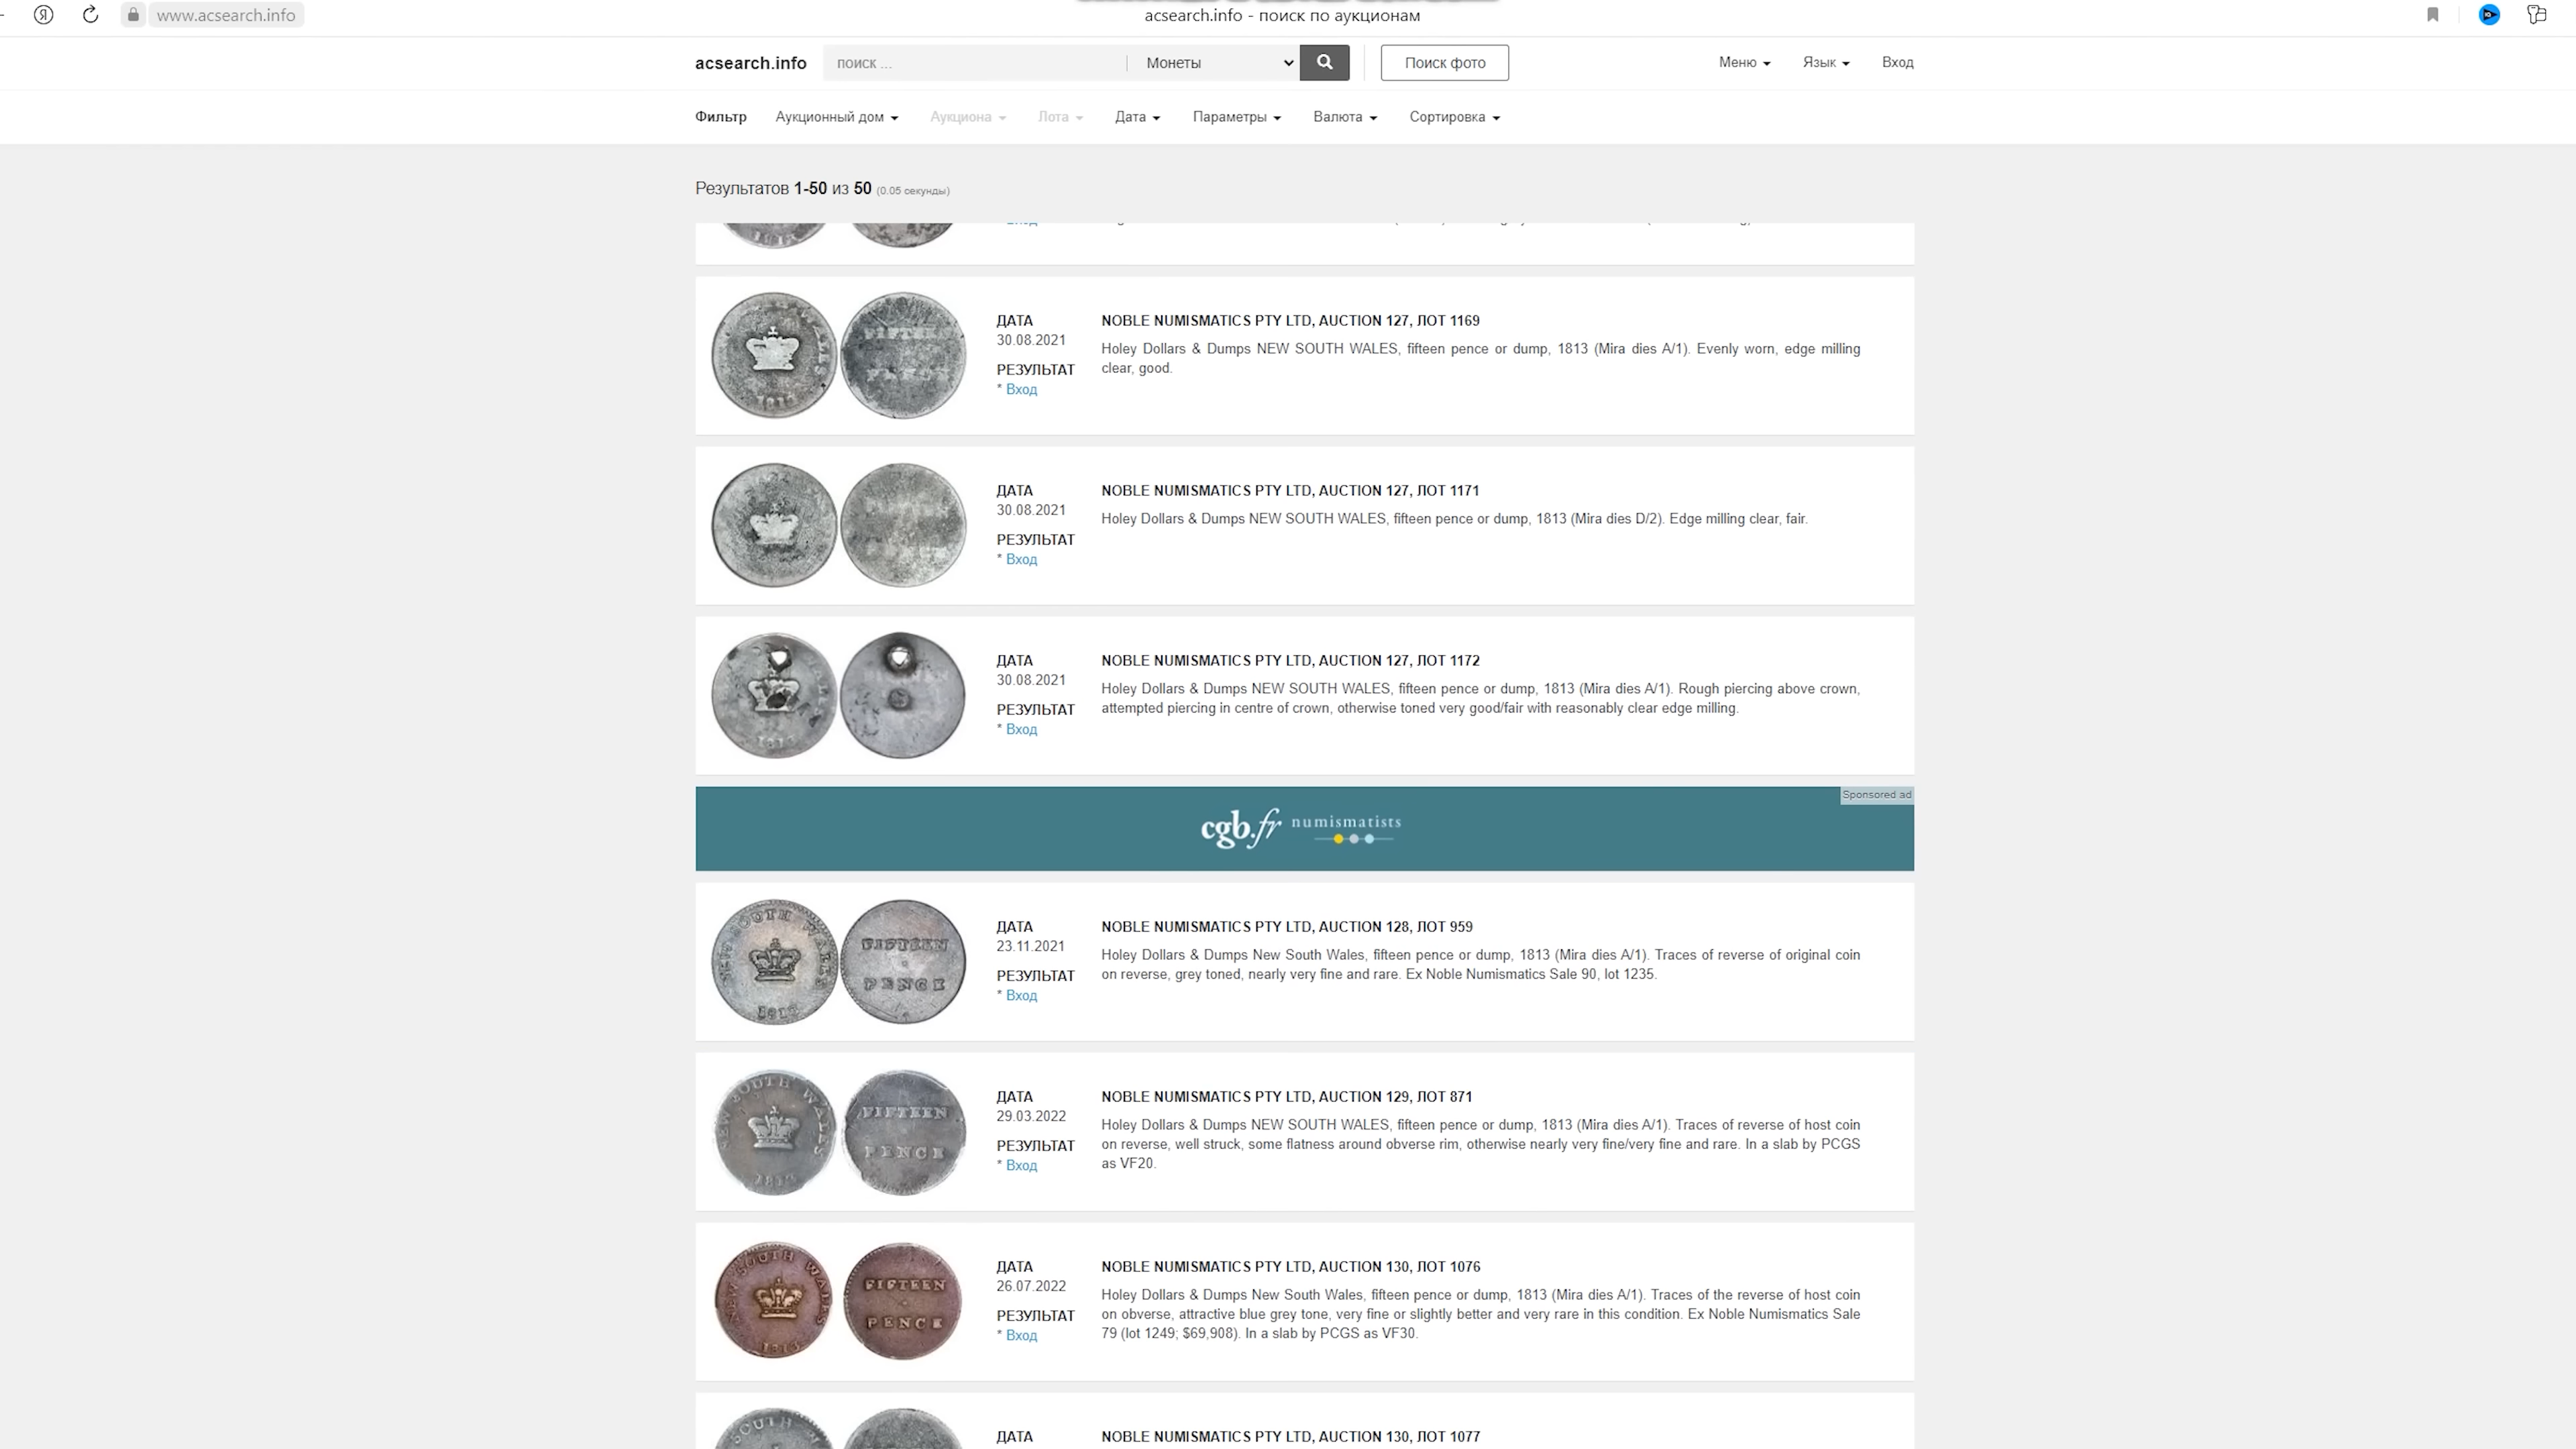 www.acsearch.info
acsearch.info - поиск по аукционам
acsearch.info поиск ... Монеты Поиск фото Меню Язык Вход
Фильтр Аукционный дом Аукциона Лота Дата Параметры Валюта Сортировка
Результатов 1-50 из 50 (0.05 секунды)
ДАТА
30.08.2021
РЕЗУЛЬТАТ
* Вход
NOBLE NUMISMATICS PTY LTD, AUCTION 127, ЛОТ 1169
Holey Dollars & Dumps NEW SOUTH WALES, fifteen pence or dump, 1813 (Mira dies A/1). Evenly worn, edge milling
clear, good.
ДАТА
30.08.2021
РЕЗУЛЬТАТ
* Вход
NOBLE NUMISMATICS PTY LTD, AUCTION 127, ЛОТ 1171
Holey Dollars & Dumps NEW SOUTH WALES, fifteen pence or dump, 1813 (Mira dies D/2). Edge milling clear, fair.
ДАТА
30.08.2021
РЕЗУЛЬТАТ
* Вход
NOBLE NUMISMATICS PTY LTD, AUCTION 127, ЛОТ 1172
Holey Dollars & Dumps NEW SOUTH WALES, fifteen pence or dump, 1813 (Mira dies A/1). Rough piercing above crown,
attempted piercing in centre of crown, otherwise toned very good/fair with reasonably clear edge milling.
Sponsored ad
cgb.fr numismatists
NEW SOUTH WALES
FIFTEEN
PENCE
ДАТА
23.11.2021
РЕЗУЛЬТАТ
* Вход
NOBLE NUMISMATICS PTY LTD, AUCTION 128, ЛОТ 959
Holey Dollars & Dumps New South Wales, fifteen pence or dump, 1813 (Mira dies A/1). Traces of reverse of original coin
on reverse, grey toned, nearly very fine and rare. Ex Noble Numismatics Sale 90, lot 1235.
NEW SOUTH WALES
FIFTEEN
PENCE
ДАТА
29.03.2022
РЕЗУЛЬТАТ
* Вход
NOBLE NUMISMATICS PTY LTD, AUCTION 129, ЛОТ 871
Holey Dollars & Dumps NEW SOUTH WALES, fifteen pence or dump, 1813 (Mira dies A/1). Traces of reverse of host coin
on reverse, well struck, some flatness around obverse rim, otherwise nearly very fine/very fine and rare. In a slab by PCGS
as VF20.
NEW SOUTH WALES
1813
FIFTEEN
PENCE
ДАТА
26.07.2022
РЕЗУЛЬТАТ
* Вход
NOBLE NUMISMATICS PTY LTD, AUCTION 130, ЛОТ 1076
Holey Dollars & Dumps New South Wales, fifteen pence or dump, 1813 (Mira dies A/1). Traces of the reverse of host coin
on obverse, attractive blue grey tone, very fine or slightly better and very rare in this condition. Ex Noble Numismatics Sale
79 (lot 1249; $69,908). In a slab by PCGS as VF30.
SOUTH
ДАТА
NOBLE NUMISMATICS PTY LTD, AUCTION 130, ЛОТ 1077